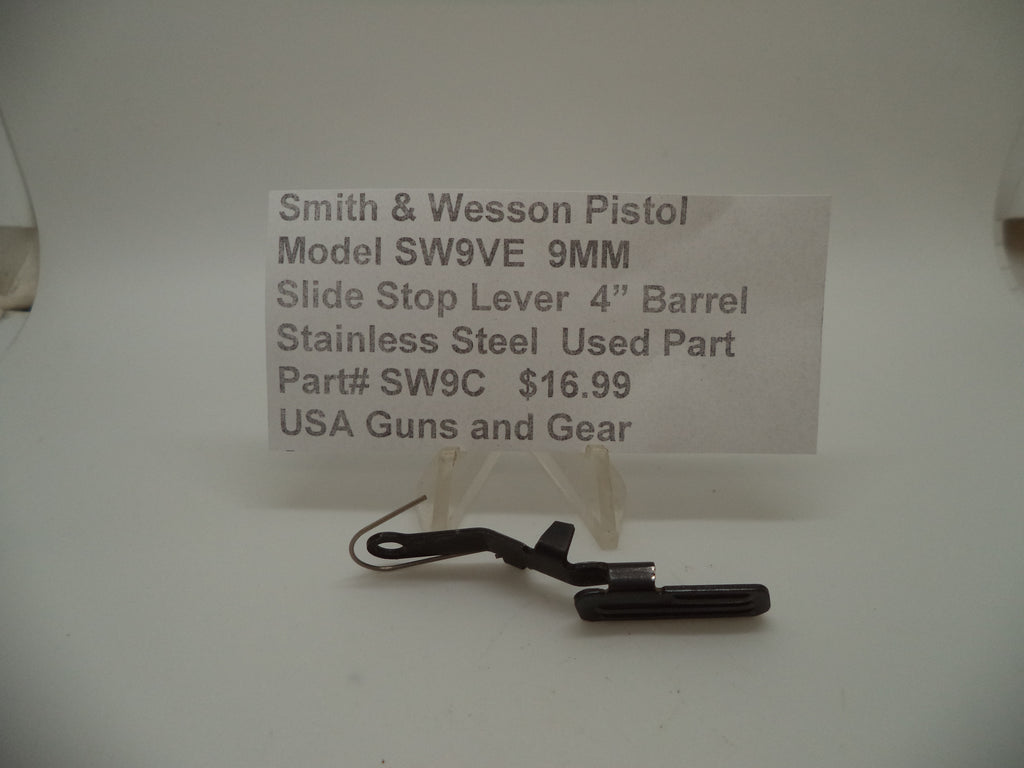 Smith & Wesson Pistol
Model SW9VE 9MM
Slide Stop Lever 4” Barrel
Stainless Steel Used Part
Part# SW9C $16.99
USA Guns and Gear